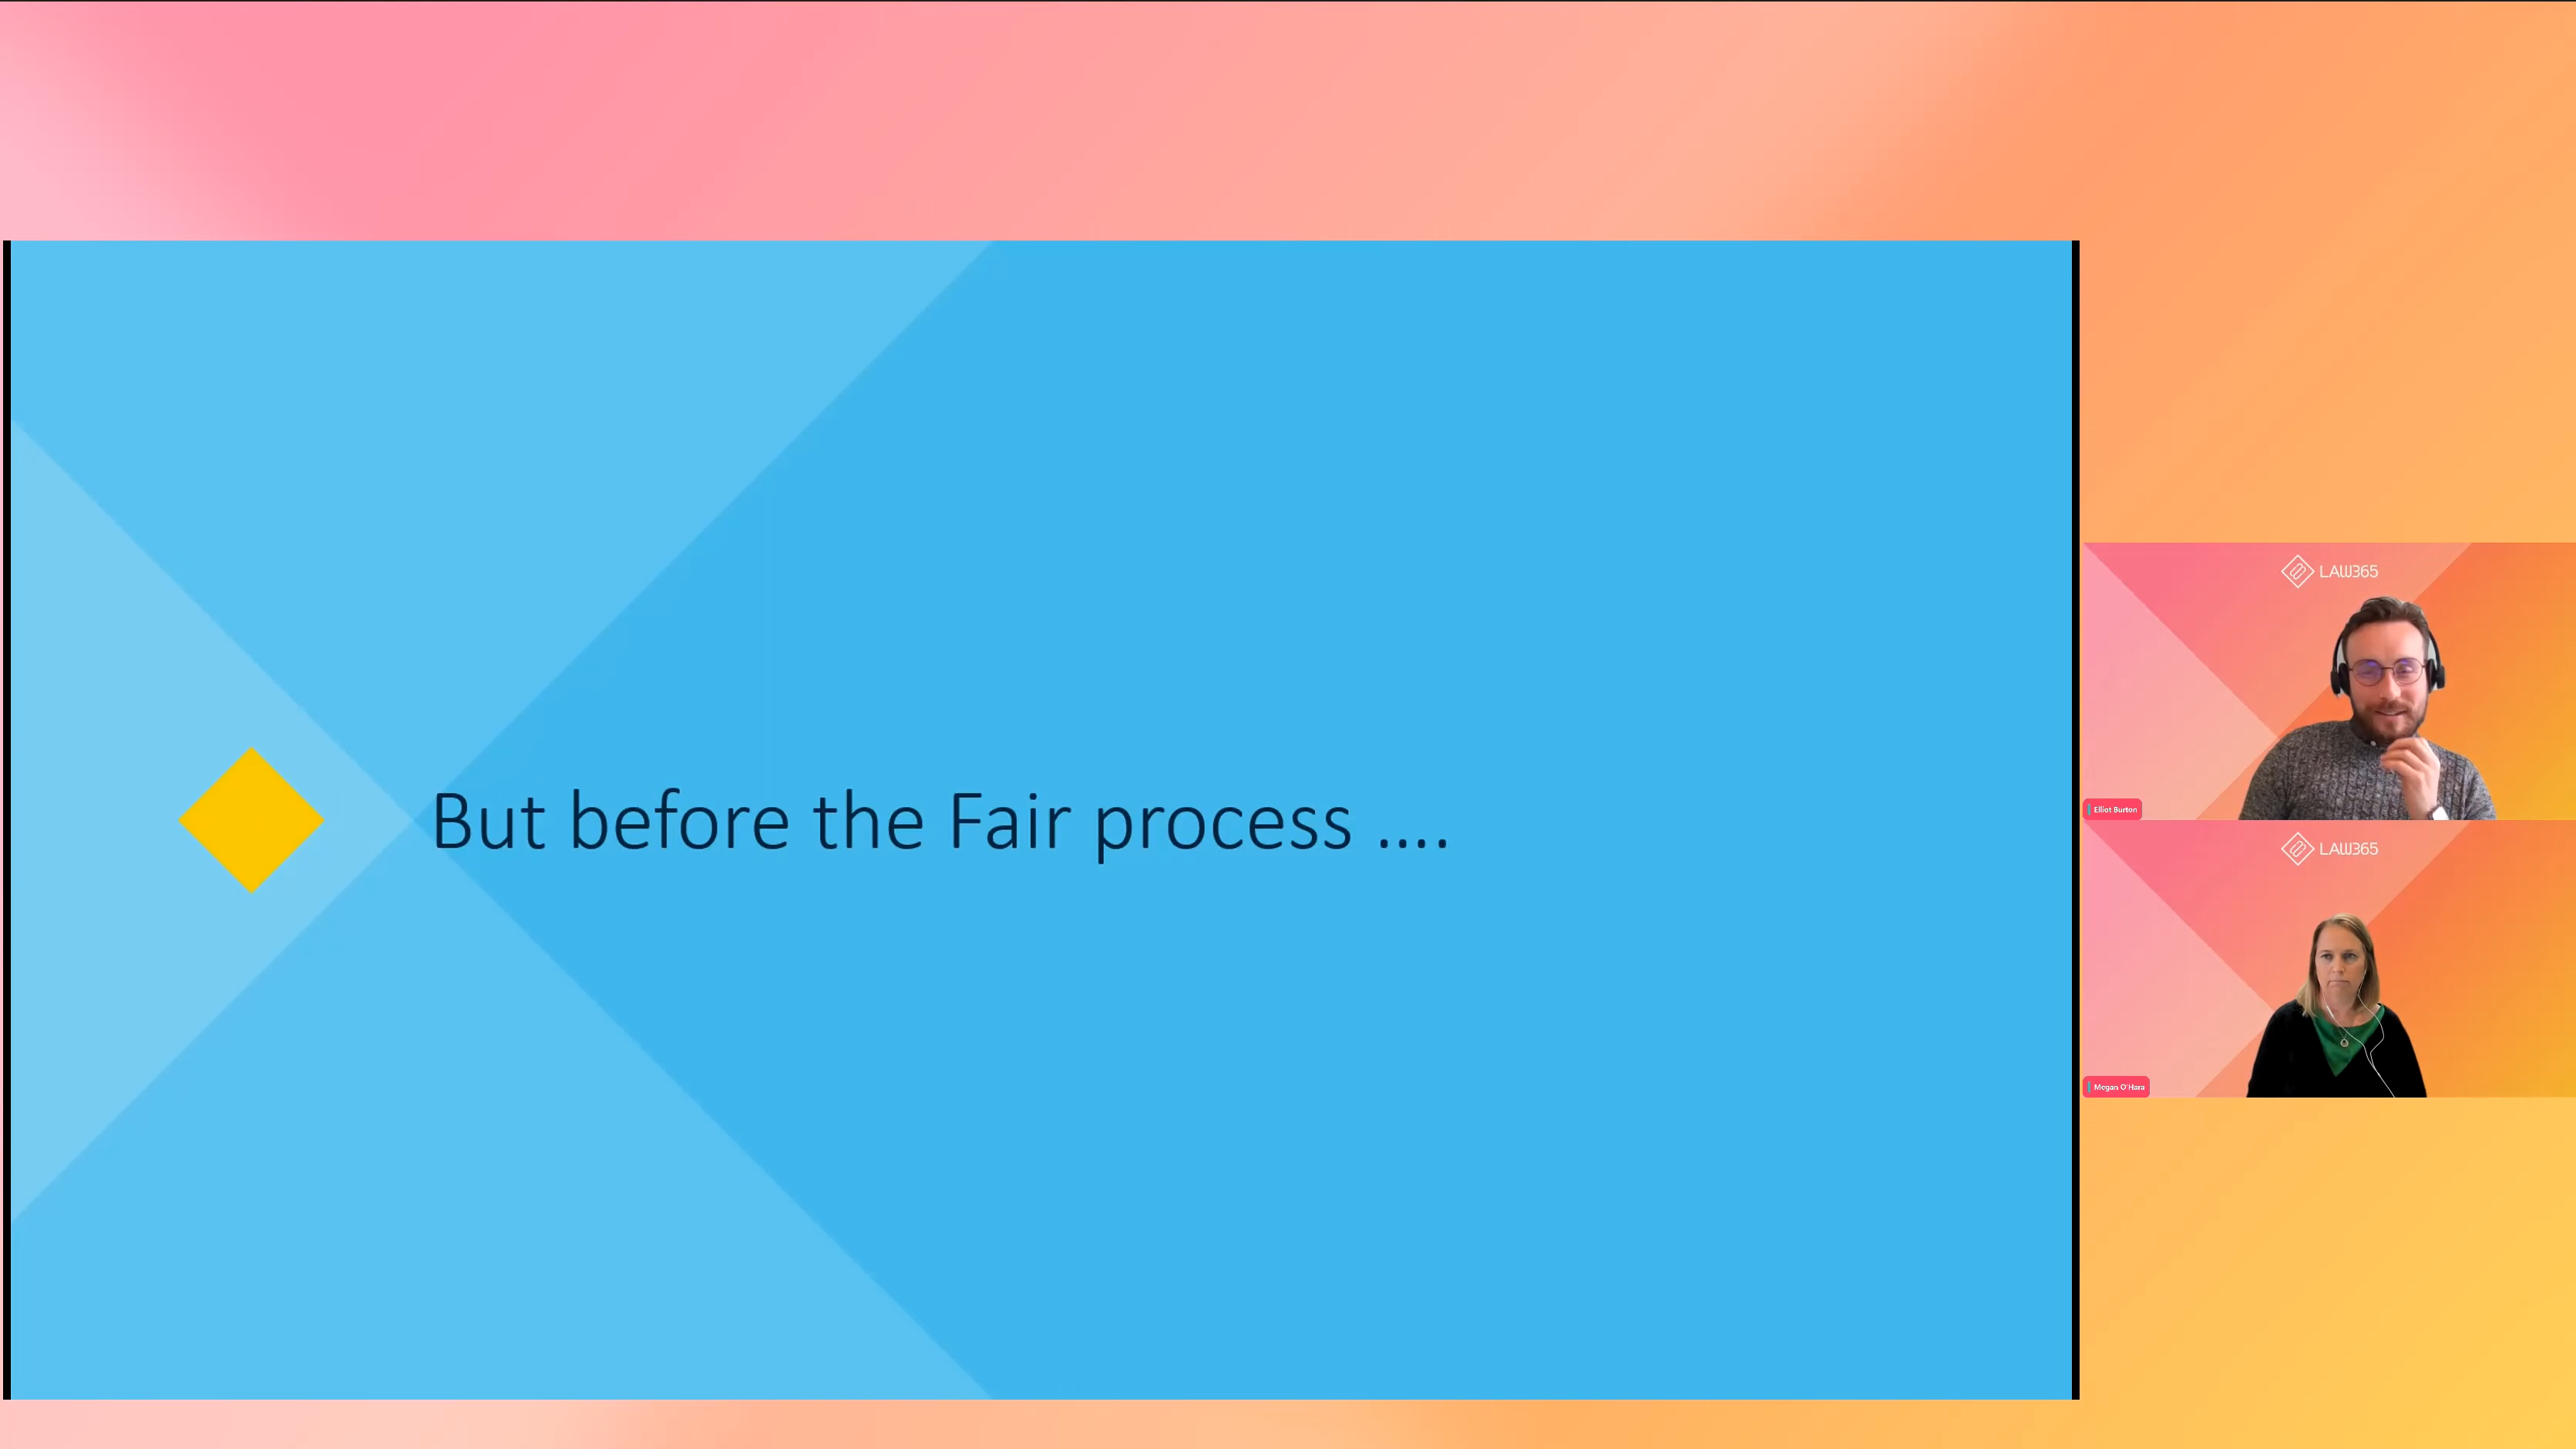 But before the Fair process ....
LAW365
Elliot Burton
LAW365
Megan O'Hara